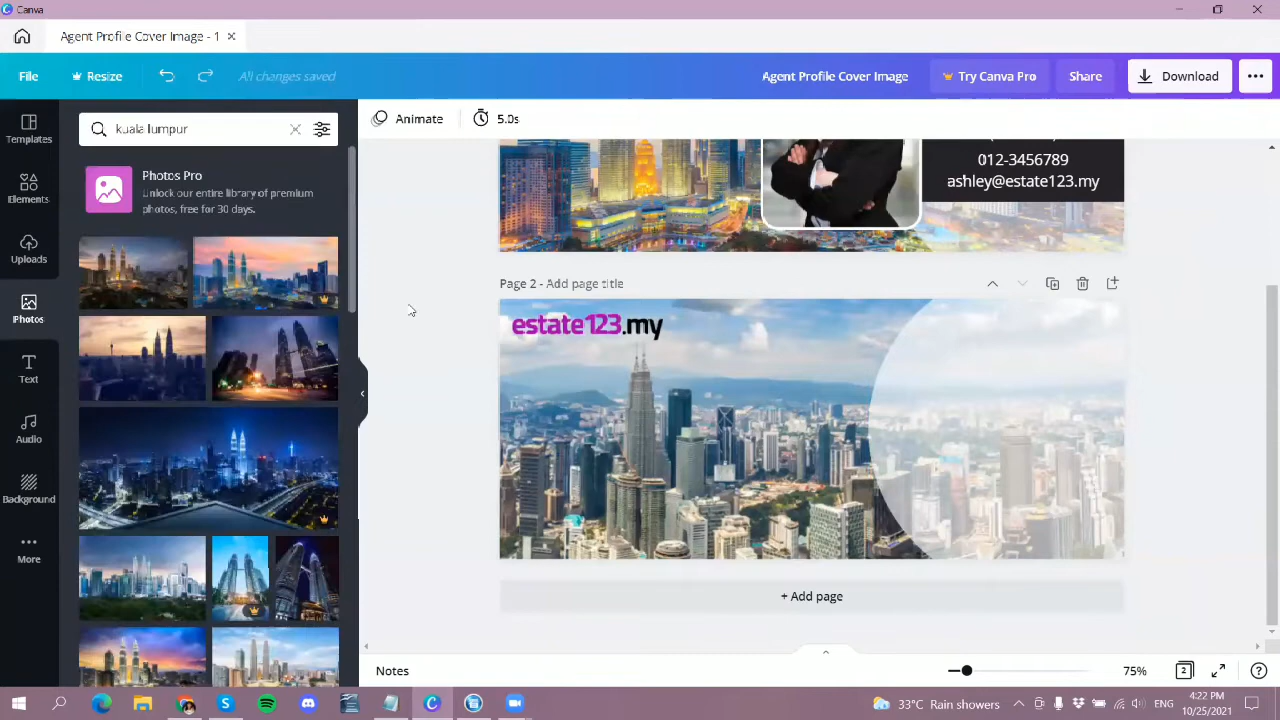 Canva
Agent Profile Cover Image - 1
File
Resize
All changes saved
Agent Profile Cover Image
Try Canva Pro
Share
Download
Templates
Elements
Uploads
Photos
Text
Audio
Background
More
kuala lumpur
Photos Pro
Unlock our entire library of premium
photos, free for 30 days.
Animate
5.0s
012-3456789
ashley@estate123.my
Page 2 - Add page title
estate123.my
+ Add page
Notes
75%
2
33°C Rain showers
ENG
4:22 PM
10/25/2021